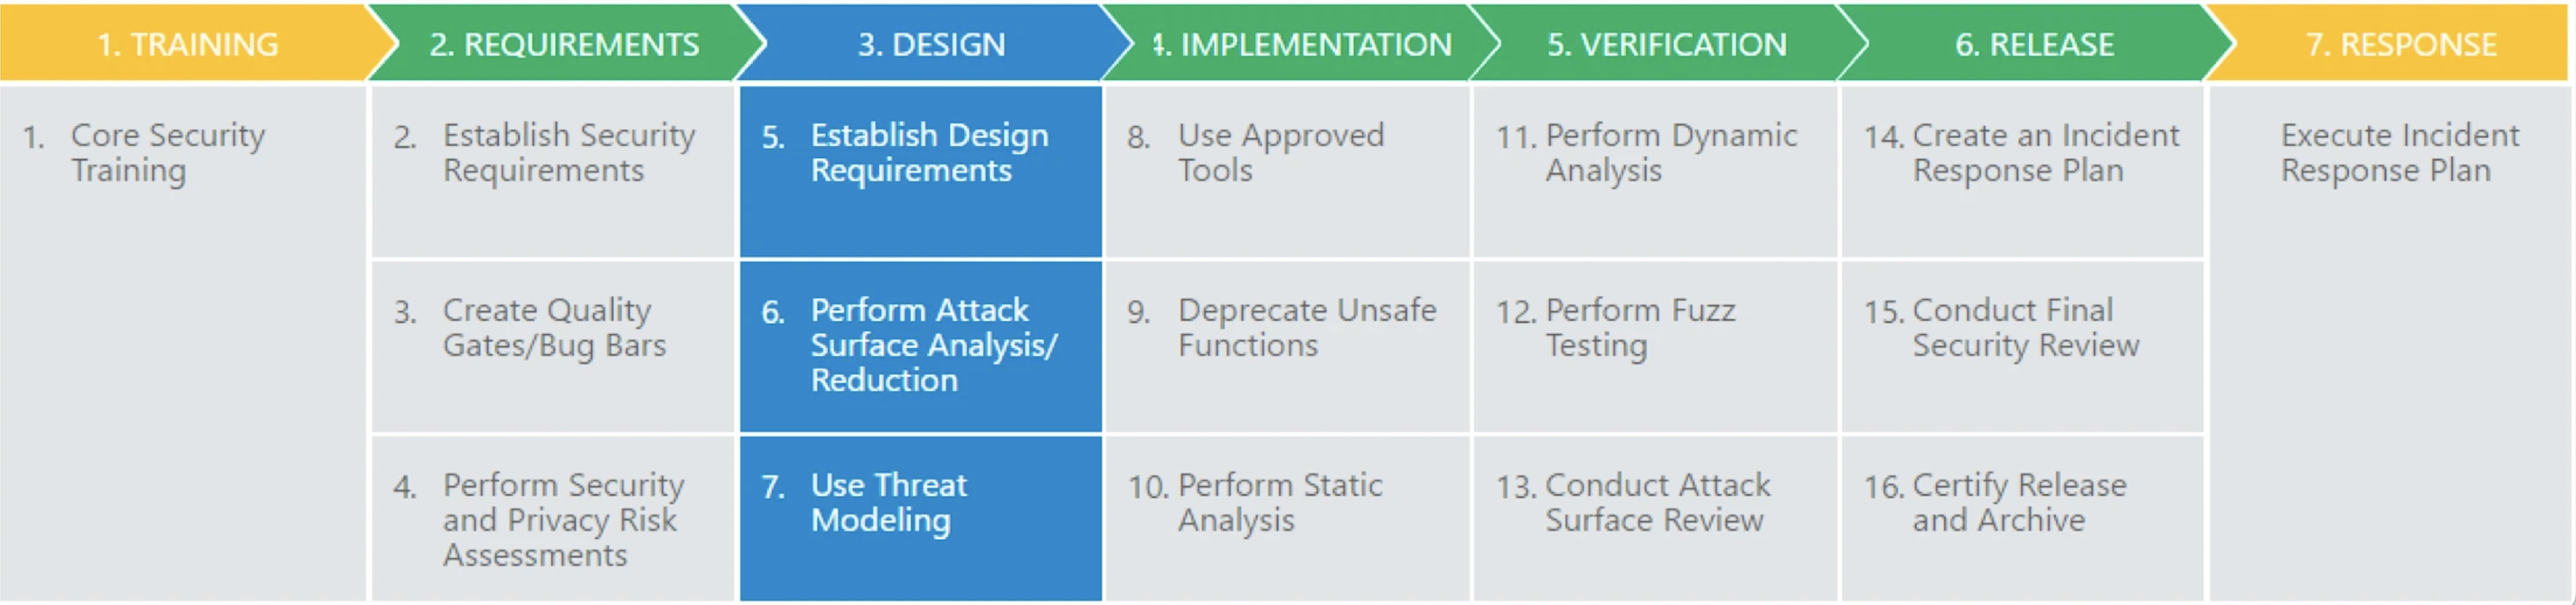 1. TRAINING
2. REQUIREMENTS
3. DESIGN
4. IMPLEMENTATION
5. VERIFICATION
6. RELEASE
7. RESPONSE
1. Core Security
Training
2. Establish Security
Requirements
3. Create Quality
Gates/Bug Bars
4. Perform Security
and Privacy Risk
Assessments
5. Establish Design
Requirements
6. Perform Attack
Surface Analysis/
Reduction
7. Use Threat
Modeling
8. Use Approved
Tools
9. Deprecate Unsafe
Functions
10. Perform Static
Analysis
11. Perform Dynamic
Analysis
12. Perform Fuzz
Testing
13. Conduct Attack
Surface Review
14. Create an Incident
Response Plan
15. Conduct Final
Security Review
16. Certify Release
and Archive
Execute Incident
Response Plan